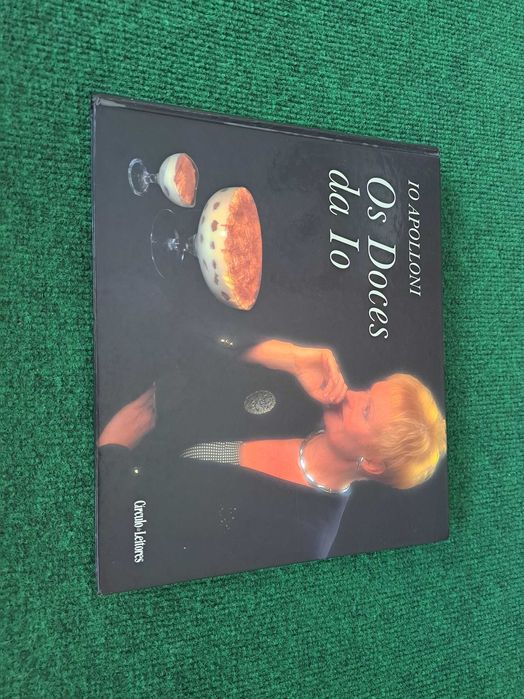 IO APOLLONI
Os Doces
da Io
Círculo de Leitores